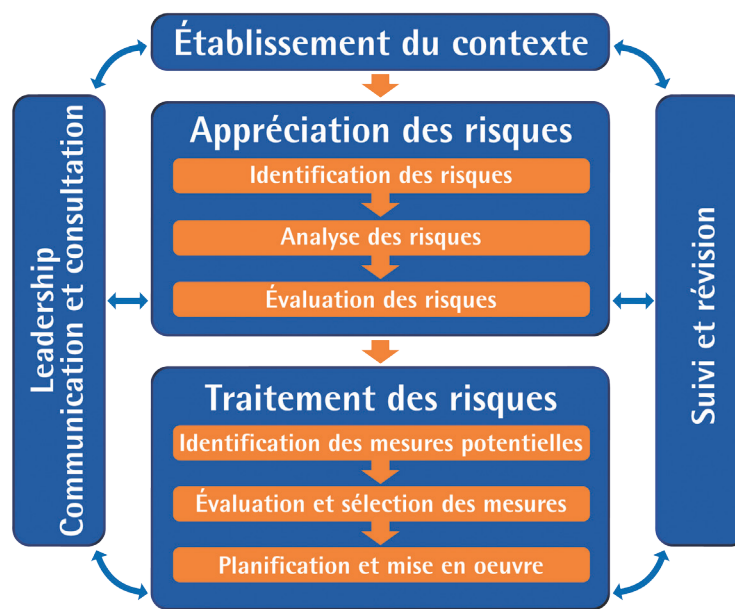 Établissement du contexte
Leadership
Communication et consultation
Appréciation des risques
Identification des risques
Analyse des risques
Évaluation des risques
Traitement des risques
Identification des mesures potentielles
Évaluation et sélection des mesures
Planification et mise en oeuvre
Suivi et révision